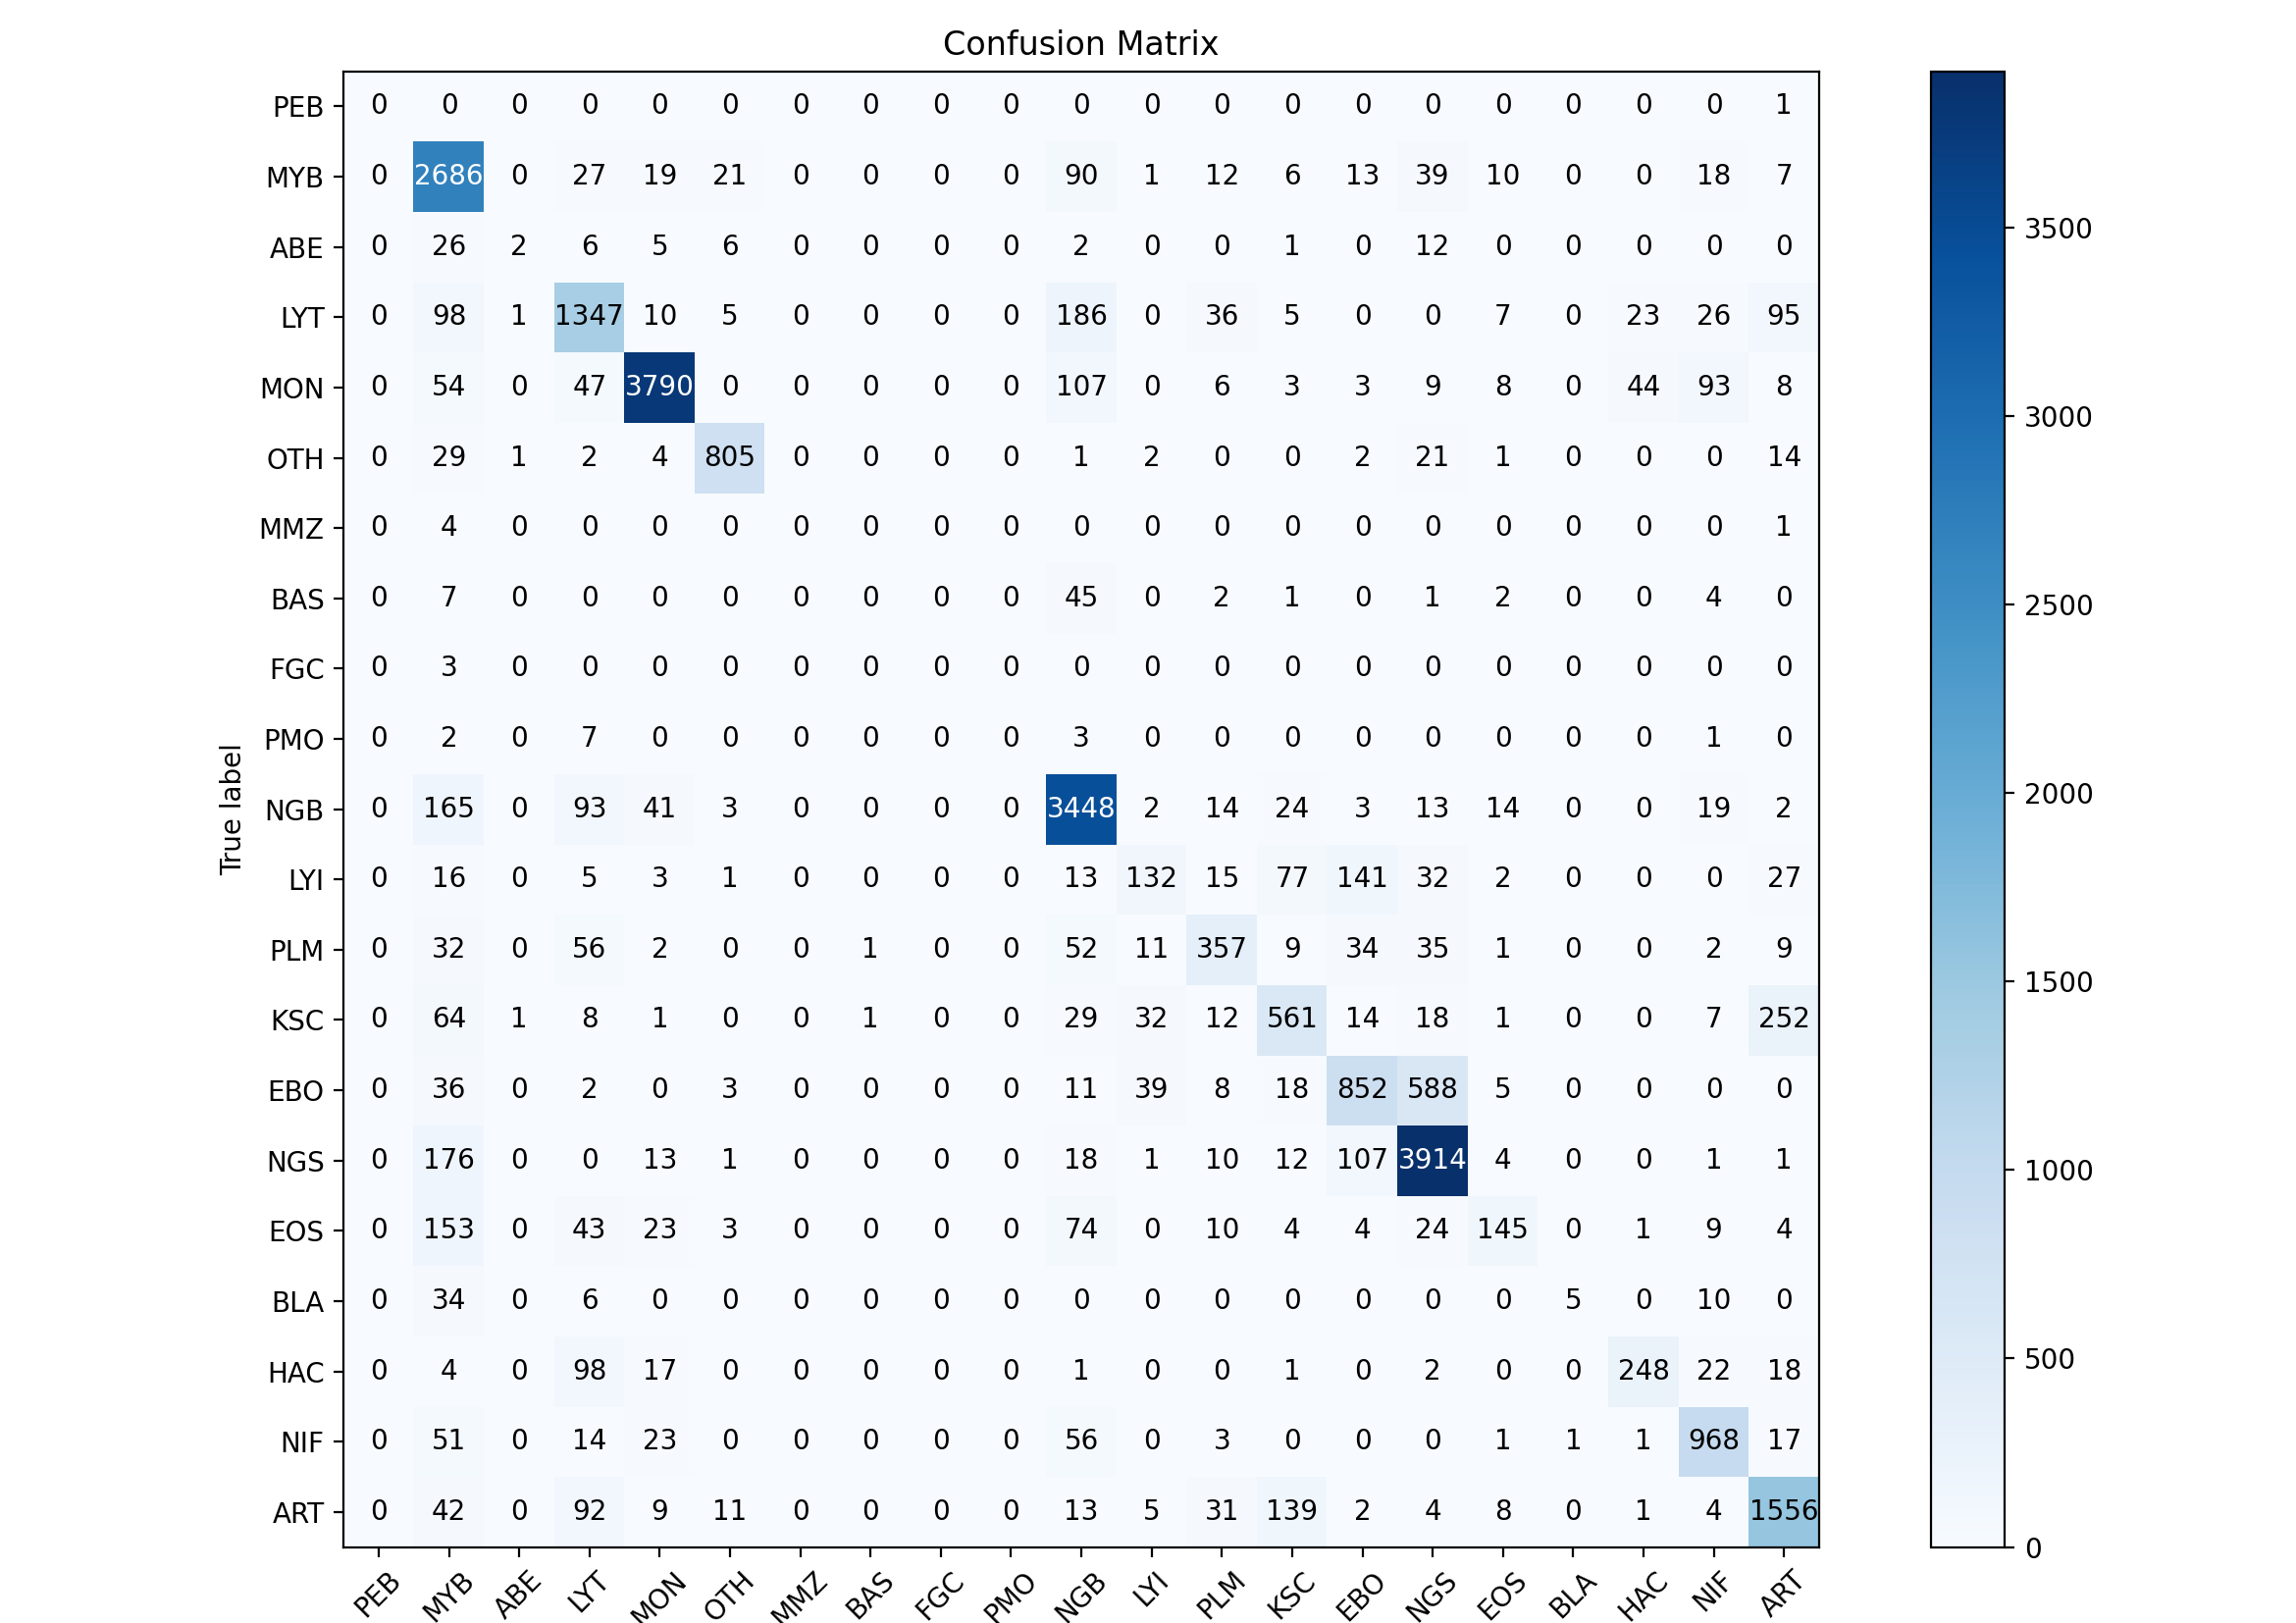 Confusion Matrix
PEB 0 0 0 0 0 0 0 0 0 0 0 0 0 0 0 0 0 0 0 0 1
MYB 0 2686 0 27 19 21 0 0 0 0 90 1 12 6 13 39 10 0 0 18 7
ABE 0 26 2 6 5 6 0 0 0 0 2 0 0 1 0 12 0 0 0 0 0
LYT 0 98 1 1347 10 5 0 0 0 0 186 0 36 5 0 0 7 0 23 26 95
MON 0 54 0 47 3790 0 0 0 0 0 107 0 6 3 3 9 8 0 44 93 8
OTH 0 29 1 2 4 805 0 0 0 0 1 2 0 0 2 21 1 0 0 0 14
MMZ 0 4 0 0 0 0 0 0 0 0 0 0 0 0 0 0 0 0 0 0 1
BAS 0 7 0 0 0 0 0 0 0 0 45 0 2 1 0 1 2 0 0 4 0
FGC 0 3 0 0 0 0 0 0 0 0 0 0 0 0 0 0 0 0 0 0 0
PMO 0 2 0 7 0 0 0 0 0 0 3 0 0 0 0 0 0 0 0 1 0
NGB 0 165 0 93 41 3 0 0 0 0 3448 2 14 24 3 13 14 0 0 19 2
LYI 0 16 0 5 3 1 0 0 0 0 13 132 15 77 141 32 2 0 0 0 27
PLM 0 32 0 56 2 0 0 1 0 0 52 11 357 9 34 35 1 0 0 2 9
KSC 0 64 1 8 1 0 0 1 0 0 29 32 12 561 14 18 1 0 0 7 252
EBO 0 36 0 2 0 3 0 0 0 0 11 39 8 18 852 588 5 0 0 0 0
NGS 0 176 0 0 13 1 0 0 0 0 18 1 10 12 107 3914 4 0 0 1 1
EOS 0 153 0 43 23 3 0 0 0 0 74 0 10 4 4 24 145 0 1 9 4
BLA 0 34 0 6 0 0 0 0 0 0 0 0 0 0 0 0 0 5 0 10 0
HAC 0 4 0 98 17 0 0 0 0 0 1 0 0 1 0 2 0 0 248 22 18
NIF 0 51 0 14 23 0 0 0 0 0 56 0 3 0 0 0 1 1 1 968 17
ART 0 42 0 92 9 11 0 0 0 0 13 5 31 139 2 4 8 0 1 4 1556
PEB MYB ABE LYT MON OTH MMZ BAS FGC PMO NGB LYI PLM KSC EBO NGS EOS BLA HAC NIF ART
True label
3500
3000
2500
2000
1500
1000
500
0